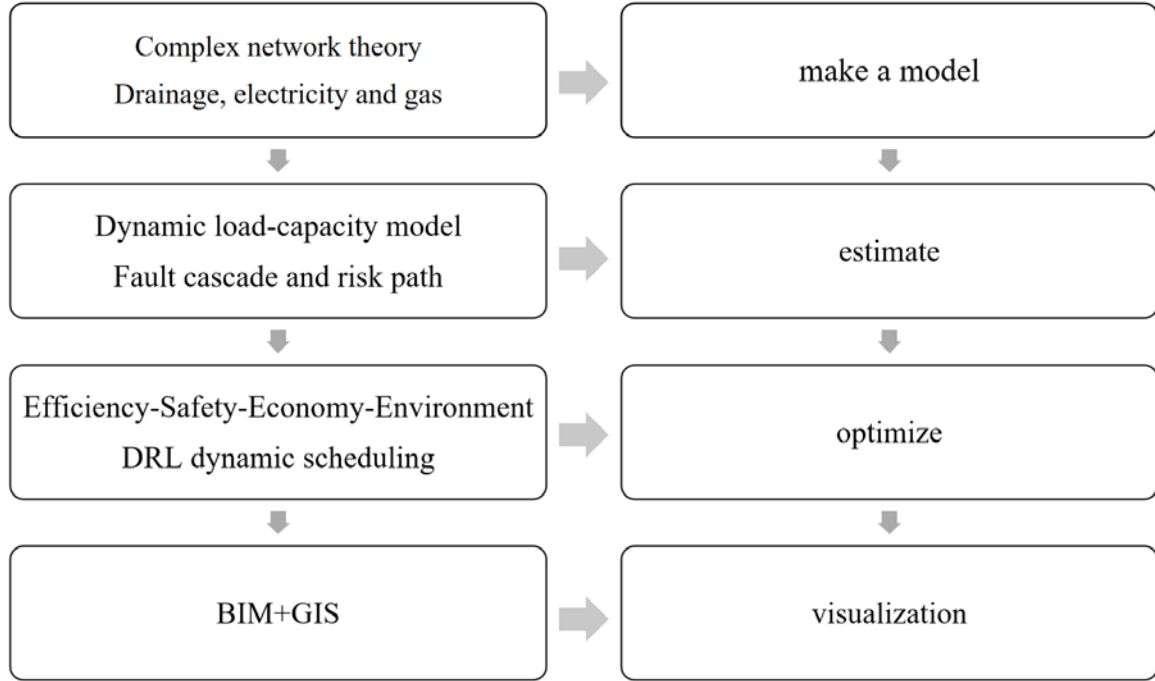 Complex network theory
Drainage, electricity and gas
make a model
Dynamic load-capacity model
Fault cascade and risk path
estimate
Efficiency-Safety-Economy-Environment
DRL dynamic scheduling
optimize
BIM+GIS
visualization